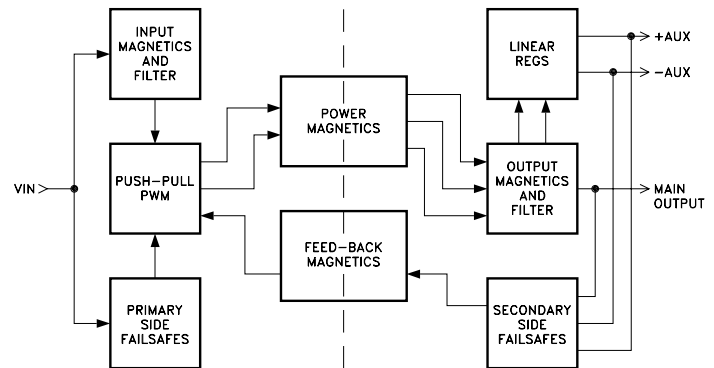 INPUT
MAGNETICS
AND
FILTER
LINEAR
REGS
+AUX
-AUX
POWER
MAGNETICS
VIN
PUSH-PULL
PWM
OUTPUT
MAGNETICS
AND
FILTER
MAIN
OUTPUT
FEED-BACK
MAGNETICS
PRIMARY
SIDE
FAILSAFES
SECONDARY
SIDE
FAILSAFES